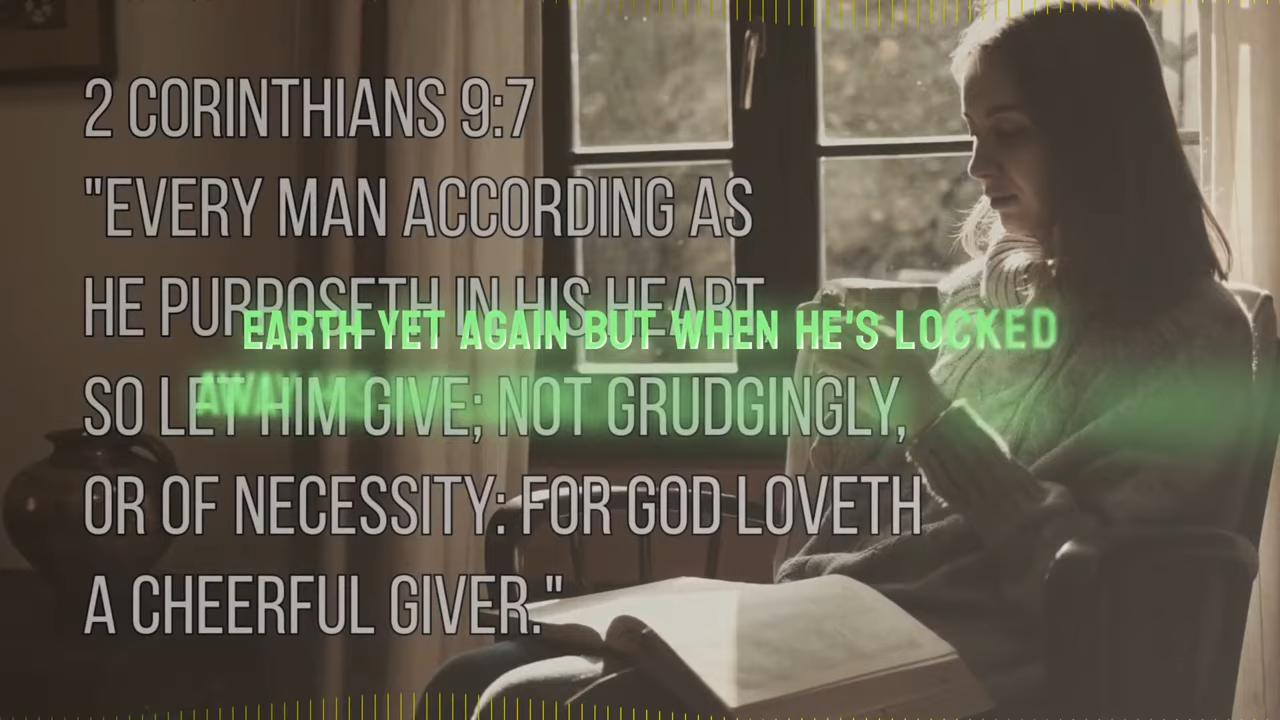 2 CORINTHIANS 9:7
"EVERY MAN ACCORDING AS
HE PURPOSETH IN HIS HEART,
EARTH YET AGAIN BUT WHEN HE'S LOCKED
AWAY
SO LET HIM GIVE; NOT GRUDGINGLY,
OR OF NECESSITY: FOR GOD LOVETH
A CHEERFUL GIVER."